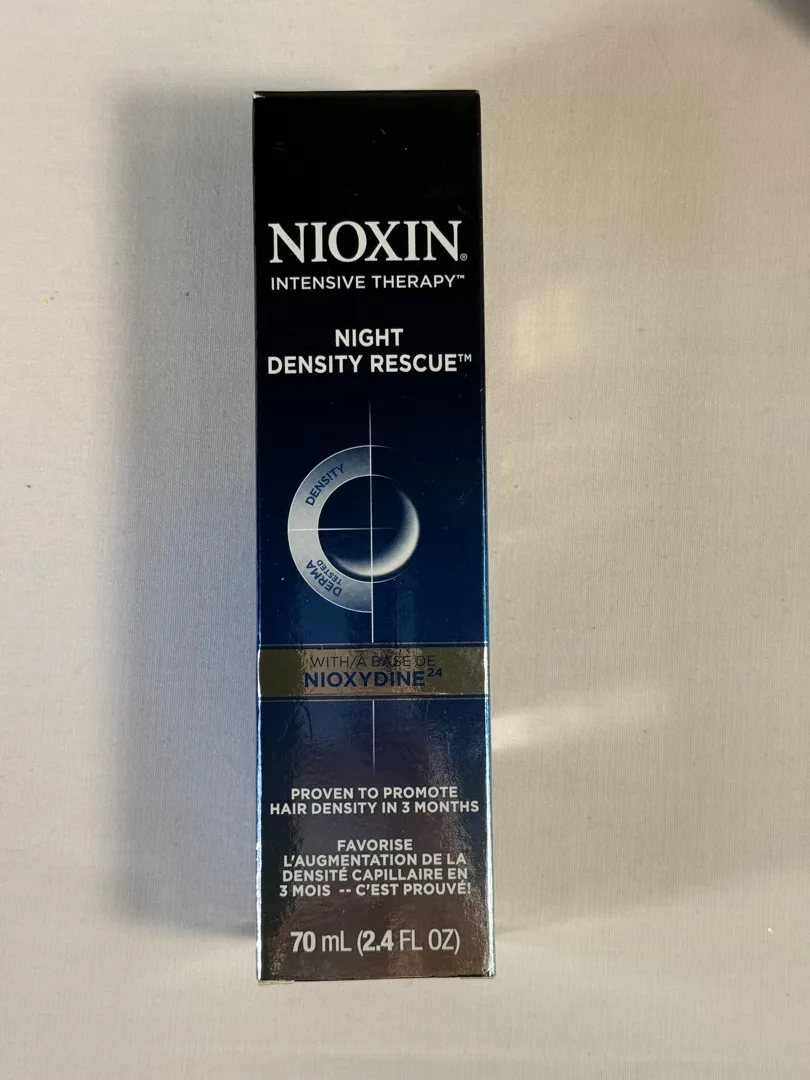 NIOXIN®
INTENSIVE THERAPY™
NIGHT
DENSITY RESCUE™
DENSITY
DERMA
TESTED
WITH/À BASE DE
NIOXYDINE24
PROVEN TO PROMOTE
HAIR DENSITY IN 3 MONTHS
FAVORISE
L'AUGMENTATION DE LA
DENSITÉ CAPILLAIRE EN
3 MOIS -- C'EST PROUVÉ!
70 mL (2.4 FL OZ)